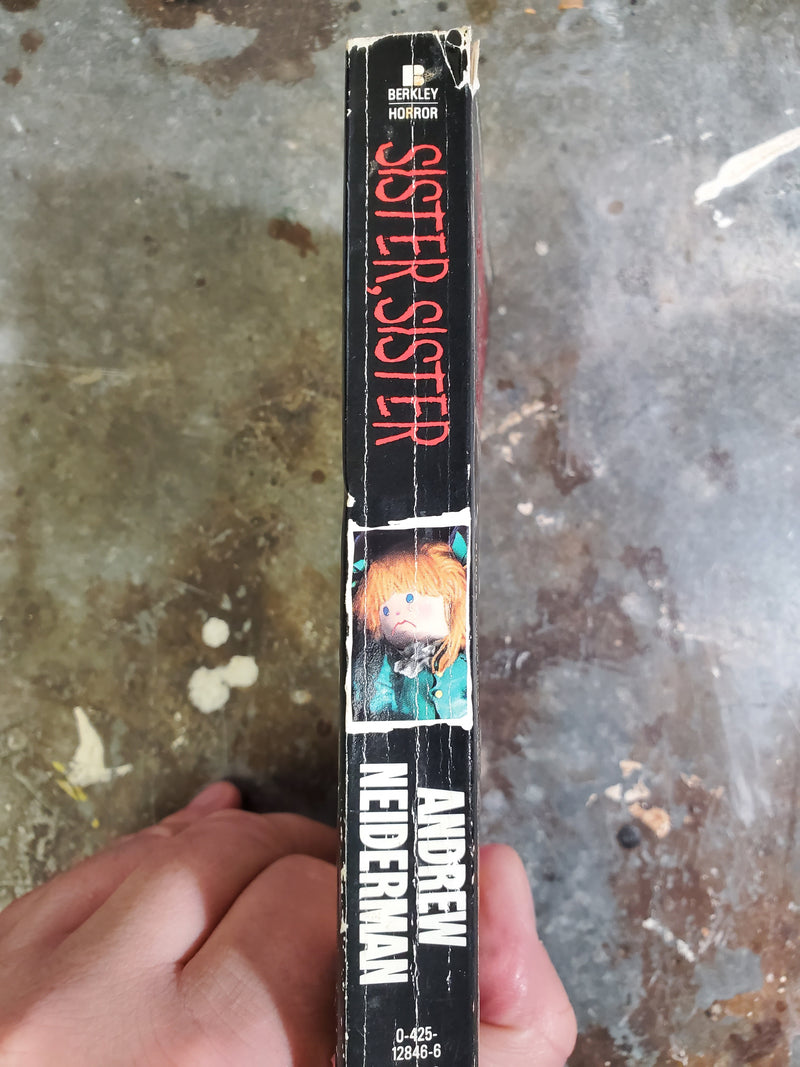 BERKLEY
HORROR
SISTER, SISTER
ANDREW
NEIDERMAN
0-425-
12846-6